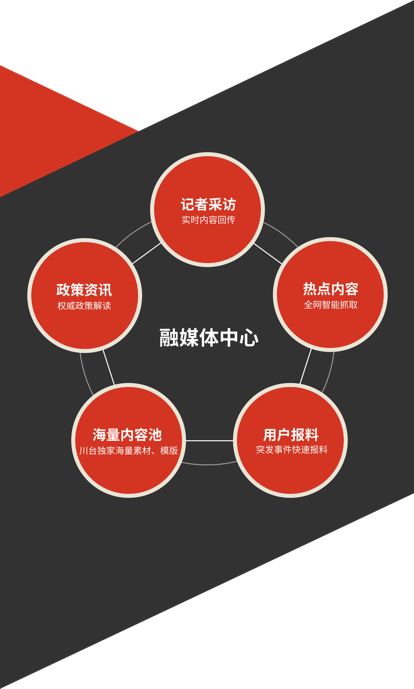 记者采访
实时内容回传
政策资讯
权威政策解读
热点内容
全网智能抓取
融媒体中心
海量内容池
川台独家海量素材、模版
用户报料
突发事件快速报料